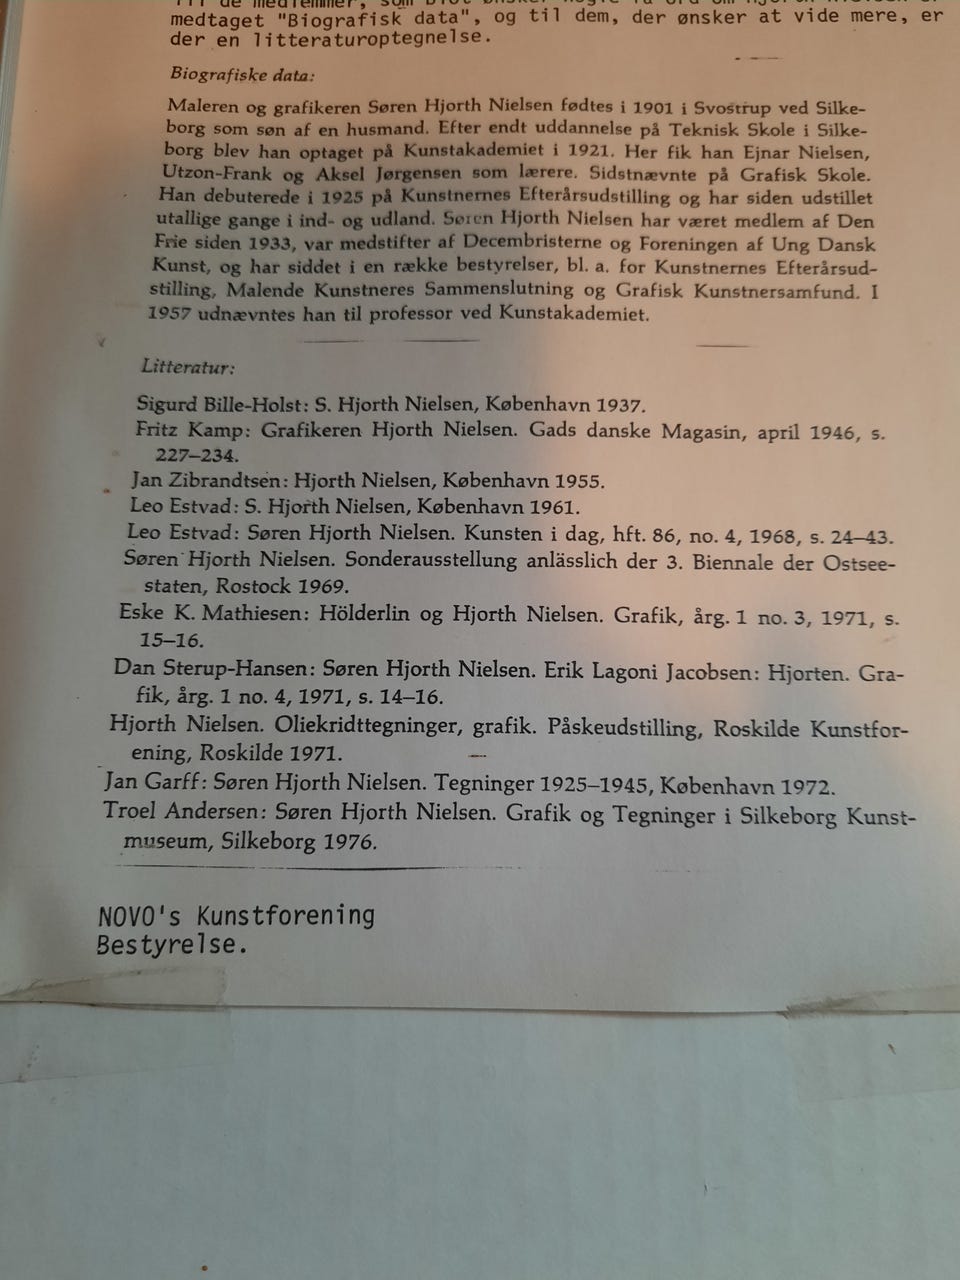 Til de medlemmer, som blot ønsker nogle få ord om Hjorth Nielsen er
medtaget "Biografisk data", og til dem, der ønsker at vide mere, er
der en litteraturoptegnelse.
Biografiske data:
Maleren og grafikeren Søren Hjorth Nielsen fødtes i 1901 i Svostrup ved Silke-
borg som søn af en husmand. Efter endt uddannelse på Teknisk Skole i Silke-
borg blev han optaget på Kunstakademiet i 1921. Her fik han Ejnar Nielsen,
Utzon-Frank og Aksel Jørgensen som lærere. Sidstnævnte på Grafisk Skole.
Han debuterede i 1925 på Kunstnernes Efterårsudstilling og har siden udstillet
utallige gange i ind- og udland. Søren Hjorth Nielsen har været medlem af Den
Frie siden 1933, var medstifter af Decembristerne og Foreningen af Ung Dansk
Kunst, og har siddet i en række bestyrelser, bl. a. for Kunstnernes Efterårsud-
stilling, Malende Kunstneres Sammenslutning og Grafisk Kunstnersamfund. I
1957 udnævntes han til professor ved Kunstakademiet.
Litteratur:
Sigurd Bille-Holst: S. Hjorth Nielsen, København 1937.
Fritz Kamp: Grafikeren Hjorth Nielsen. Gads danske Magasin, april 1946, s.
227–234.
Jan Zibrandtsen: Hjorth Nielsen, København 1955.
Leo Estvad: S. Hjorth Nielsen, København 1961.
Leo Estvad: Søren Hjorth Nielsen. Kunsten i dag, hft. 86, no. 4, 1968, s. 24–43.
Søren Hjorth Nielsen. Sonderausstellung anlässlich der 3. Biennale der Ostsee-
staten, Rostock 1969.
Eske K. Mathiesen: Hölderlin og Hjorth Nielsen. Grafik, årg. 1 no. 3, 1971, s.
15–16.
Dan Sterup-Hansen: Søren Hjorth Nielsen. Erik Lagoni Jacobsen: Hjorten. Gra-
fik, årg. 1 no. 4, 1971, s. 14–16.
Hjorth Nielsen. Oliekridttegninger, grafik. Påskeudstilling, Roskilde Kunstfor-
ening, Roskilde 1971.
Jan Garff: Søren Hjorth Nielsen. Tegninger 1925–1945, København 1972.
Troel Andersen: Søren Hjorth Nielsen. Grafik og Tegninger i Silkeborg Kunst-
museum, Silkeborg 1976.
NOVO's Kunstforening
Bestyrelse.